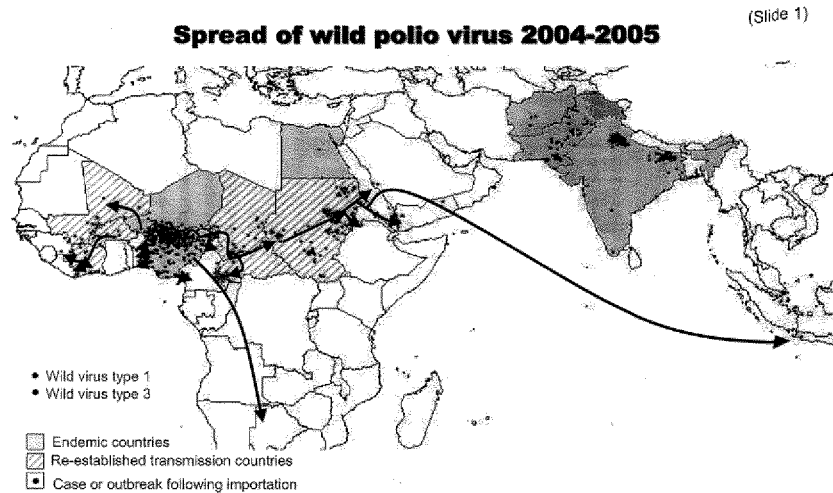 (Slide 1)
Spread of wild polio virus 2004-2005
Wild virus type 1
Wild virus type 3
Endemic countries
Re-established transmission countries
Case or outbreak following importation